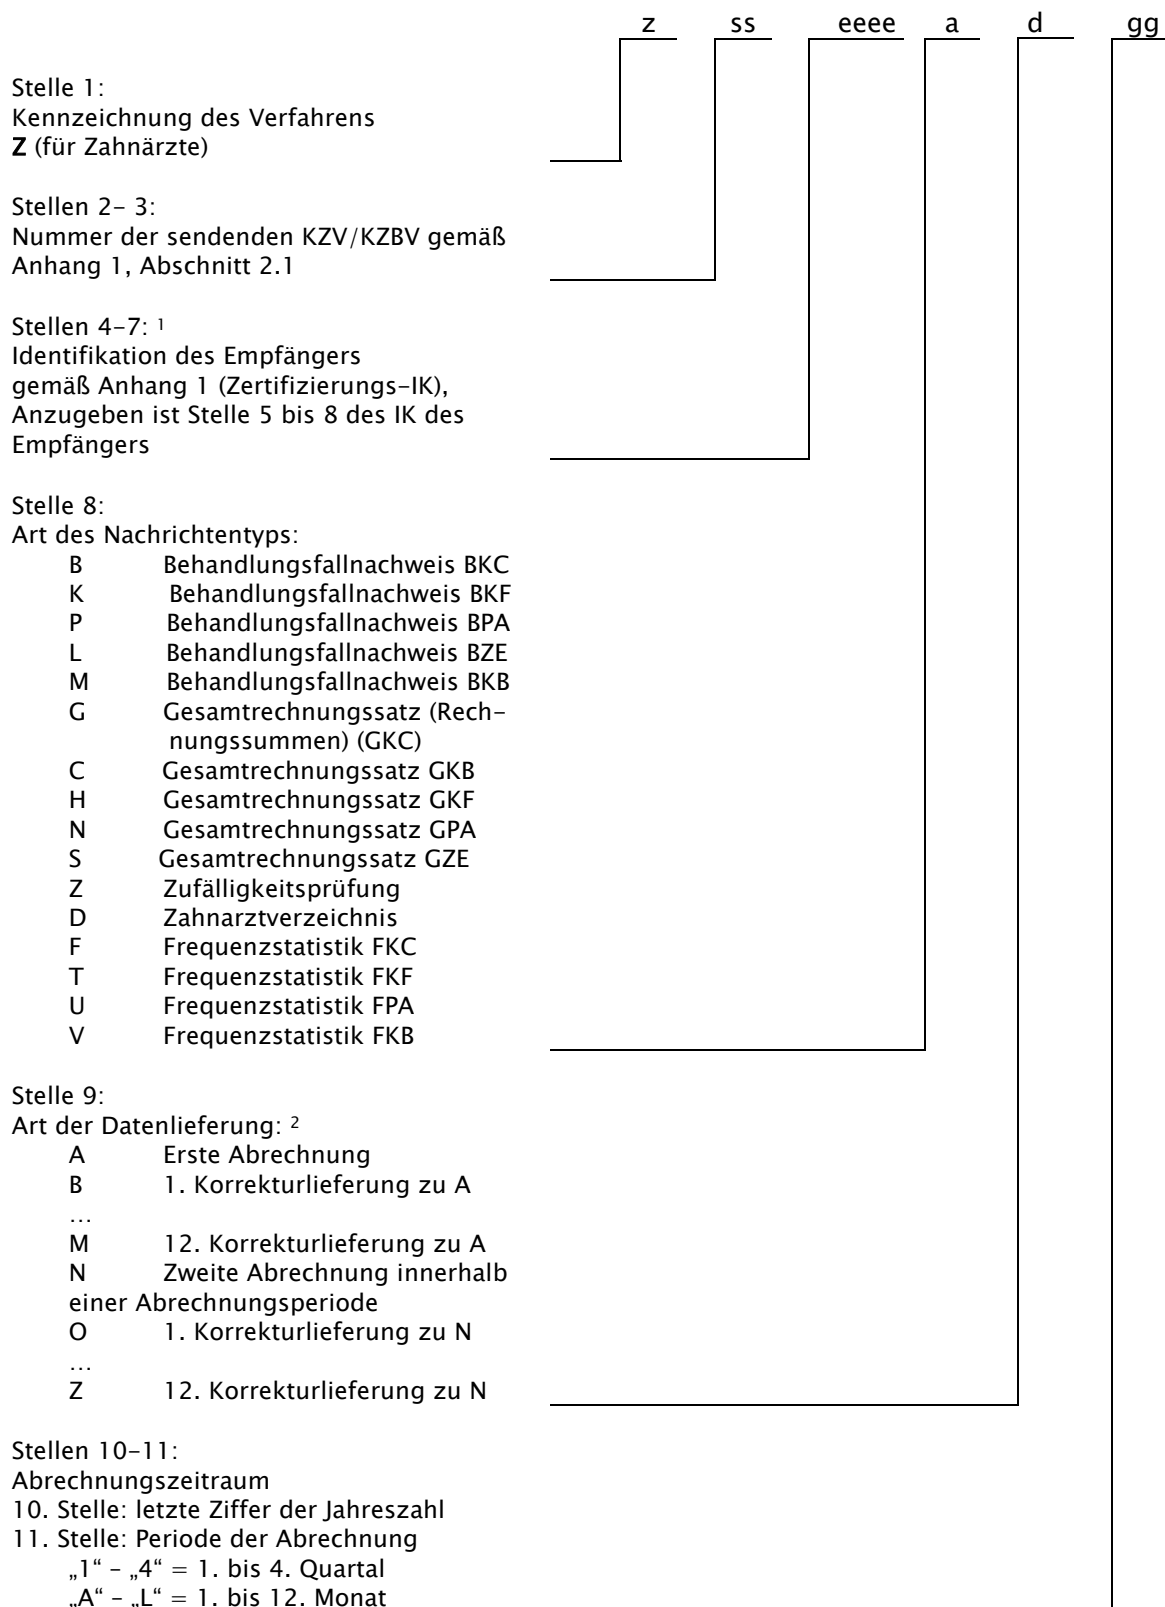 z ss eeee a d gg
Stelle 1:
Kennzeichnung des Verfahrens
Z (für Zahnärzte)
Stellen 2- 3:
Nummer der sendenden KZV/KZBV gemäß
Anhang 1, Abschnitt 2.1
Stellen 4-7: 1
Identifikation des Empfängers
gemäß Anhang 1 (Zertifizierungs-IK),
Anzugeben ist Stelle 5 bis 8 des IK des
Empfängers
Stelle 8:
Art des Nachrichtentyps:
B Behandlungsfallnachweis BKC
K Behandlungsfallnachweis BKF
P Behandlungsfallnachweis BPA
L Behandlungsfallnachweis BZE
M Behandlungsfallnachweis BKB
G Gesamtrechnungssatz (Rech-
nungssummen) (GKC)
C Gesamtrechnungssatz GKB
H Gesamtrechnungssatz GKF
N Gesamtrechnungssatz GPA
S Gesamtrechnungssatz GZE
Z Zufälligkeitsprüfung
D Zahnarztverzeichnis
F Frequenzstatistik FKC
T Frequenzstatistik FKF
U Frequenzstatistik FPA
V Frequenzstatistik FKB
Stelle 9:
Art der Datenlieferung: 2
A Erste Abrechnung
B 1. Korrekturlieferung zu A
...
M 12. Korrekturlieferung zu A
N Zweite Abrechnung innerhalb
einer Abrechnungsperiode
O 1. Korrekturlieferung zu N
...
Z 12. Korrekturlieferung zu N
Stellen 10-11:
Abrechnungszeitraum
10. Stelle: letzte Ziffer der Jahreszahl
11. Stelle: Periode der Abrechnung
„1“ - „4“ = 1. bis 4. Quartal
„A“ - „L“ = 1. bis 12. Monat